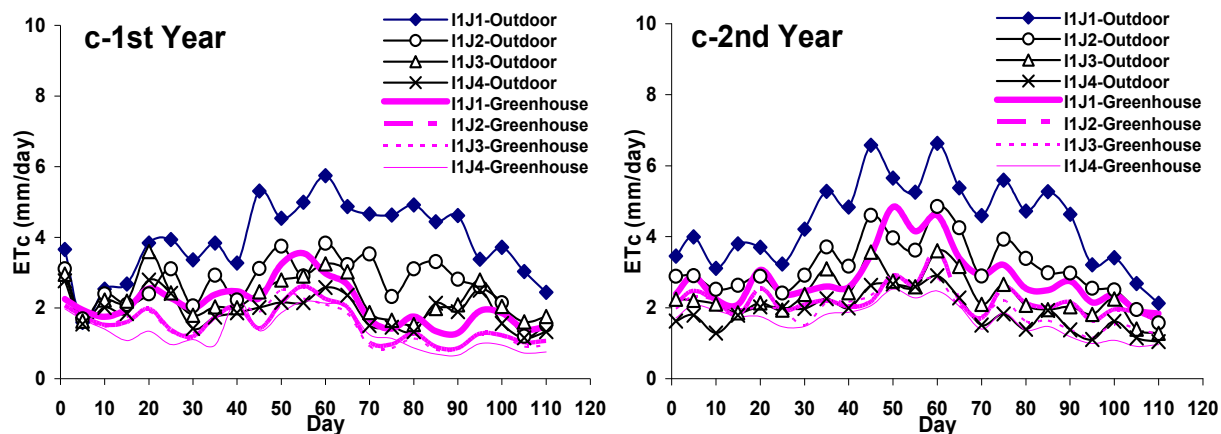 c-1st Year
I1J1-Outdoor
I1J2-Outdoor
I1J3-Outdoor
I1J4-Outdoor
I1J1-Greenhouse
I1J2-Greenhouse
I1J3-Greenhouse
I1J4-Greenhouse
ETc (mm/day)
10
8
6
4
2
0
0 10 20 30 40 50 60 70 80 90 100 110 120
Day
c-2nd Year
I1J1-Outdoor
I1J2-Outdoor
I1J3-Outdoor
I1J4-Outdoor
I1J1-Greenhouse
I1J2-Greenhouse
I1J3-Greenhouse
I1J4-Greenhouse
ETc (mm/day)
10
8
6
4
2
0
0 10 20 30 40 50 60 70 80 90 100 110 120
Day